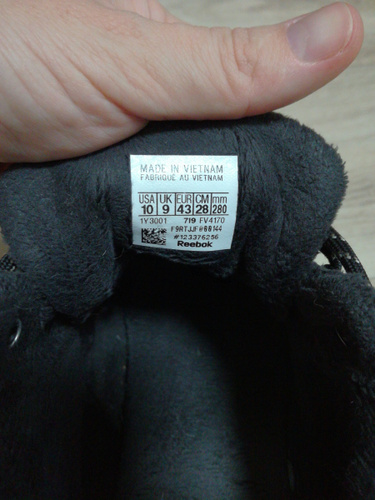 MADE IN VIETNAM
FABRIQUE AU VIETNAM
USA UK EUR CM mm
10 9 43 28 280
1Y3001 719 FV4170
#123376256
Reebok